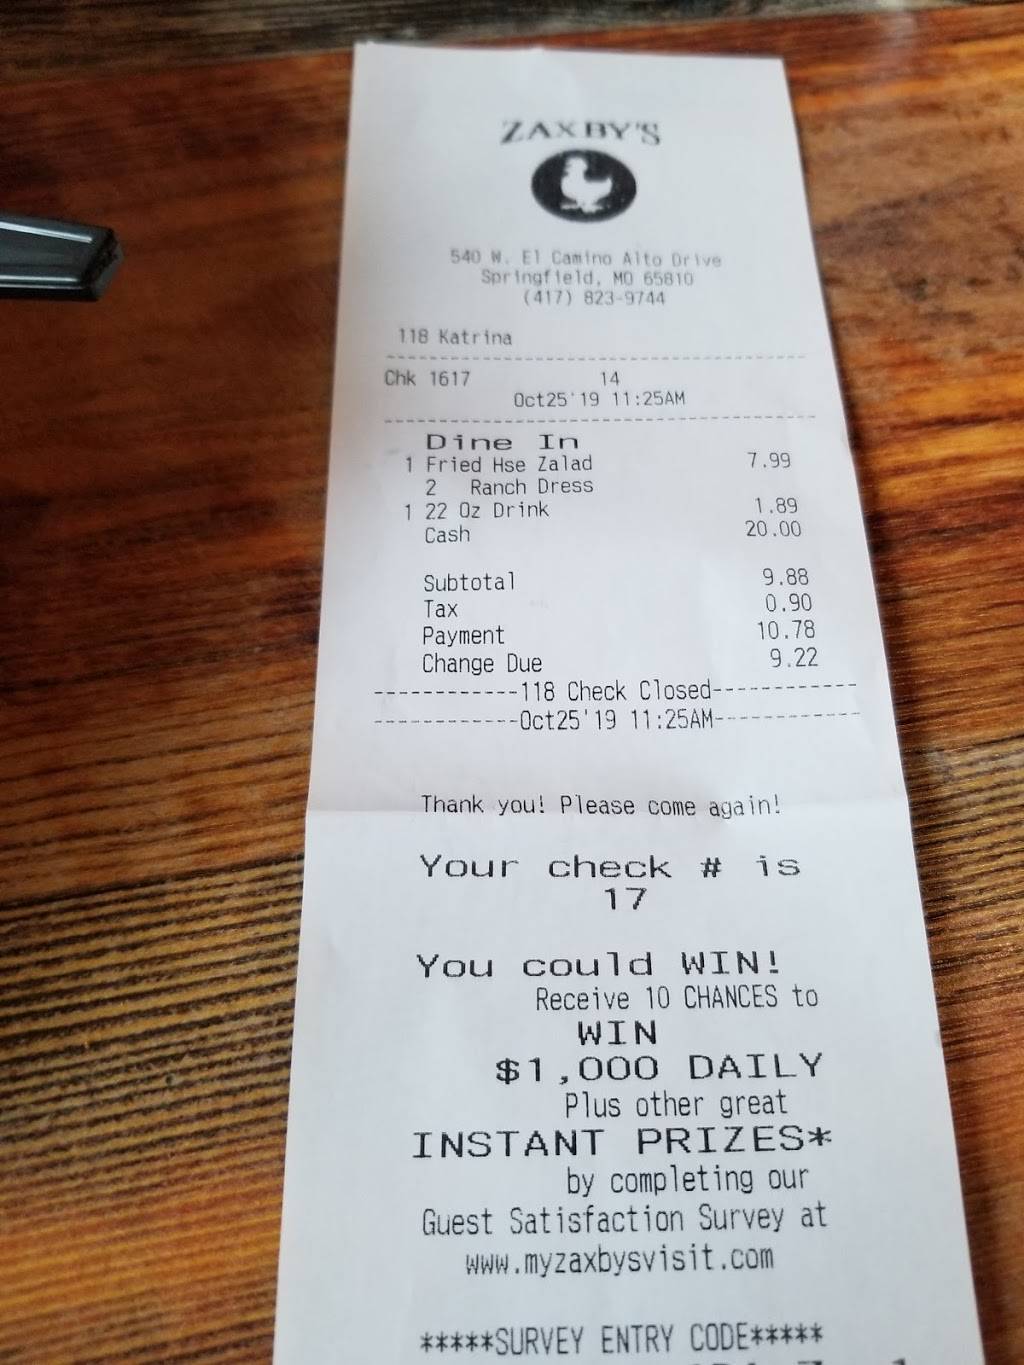 ZAXBY'S
540 W. El Camino Alto Drive
Springfield, MO 65810
(417) 823-9744
118 Katrina
Chk 1617 14
Oct25'19 11:25AM
Dine In
1 Fried Hse Zalad 7.99
2 Ranch Dress
1 22 Oz Drink 1.89
Cash 20.00
Subtotal 9.88
Tax 0.90
Payment 10.78
Change Due 9.22
------------118 Check Closed------------
------------Oct25'19 11:25AM------------
Thank you! Please come again!
Your check # is
17
You could WIN!
Receive 10 CHANCES to
WIN
$1,000 DAILY
Plus other great
INSTANT PRIZES*
by completing our
Guest Satisfaction Survey at
www.myzaxbysvisit.com
*****SURVEY ENTRY CODE*****